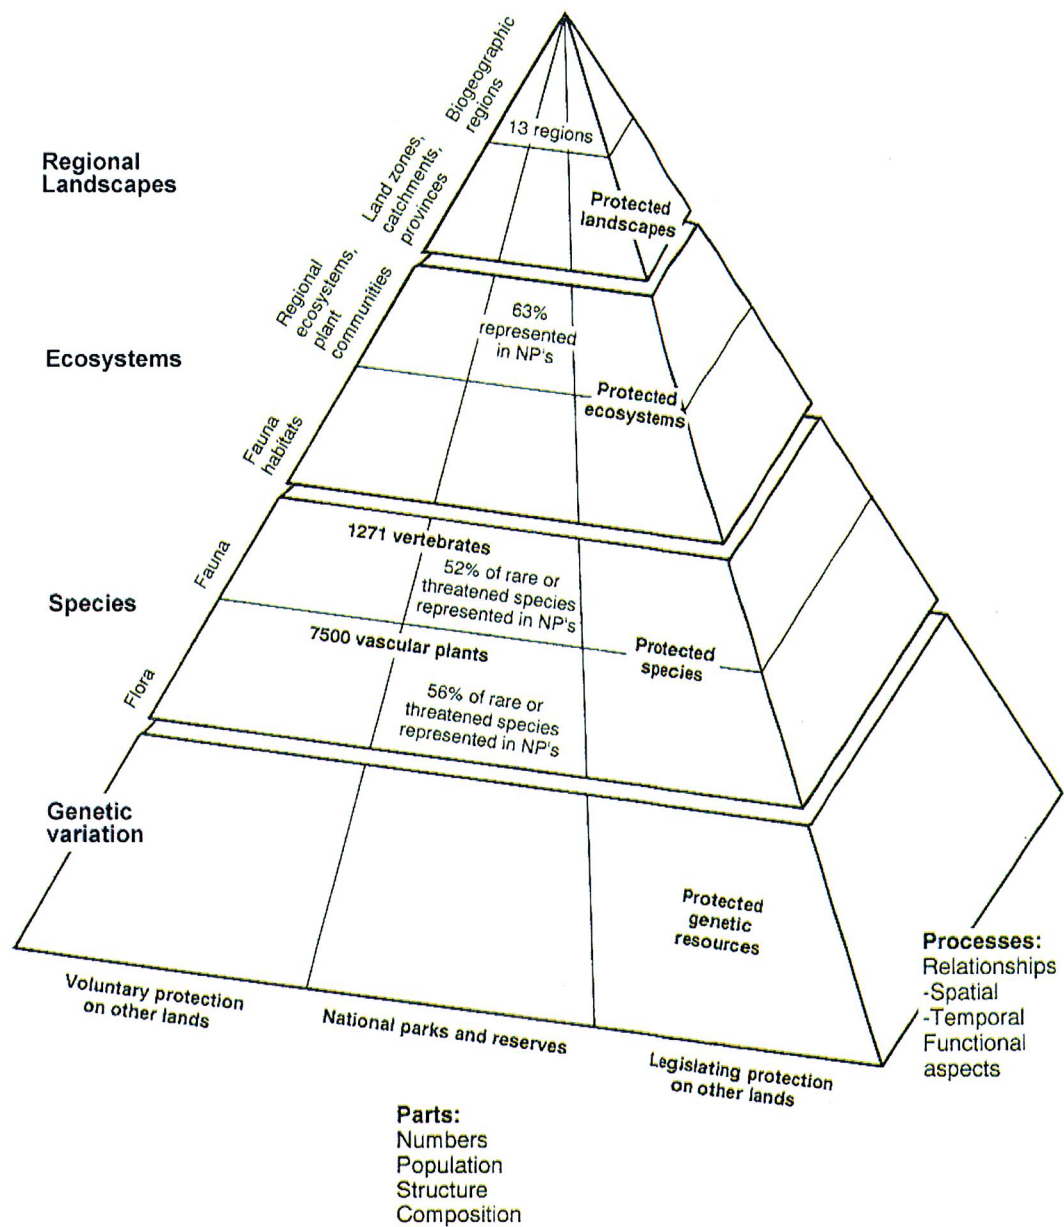 Biogeographic
regions
13 regions
Regional
Landscapes
Land zones,
catchments,
provinces
Protected
landscapes
Regional
ecosystems,
plant
communities
63%
represented
in NP's
Ecosystems
Protected
ecosystems
Fauna
habitats
1271 vertebrates
Fauna
52% of rare or
threatened species
represented in NP's
Species
7500 vascular plants
Protected
species
Flora
56% of rare or
threatened species
represented in NP's
Genetic
variation
Protected
genetic
resources
Voluntary protection
on other lands
National parks and reserves
Legislating protection
on other lands
Processes:
Relationships
-Spatial
-Temporal
Functional
aspects
Parts:
Numbers
Population
Structure
Composition